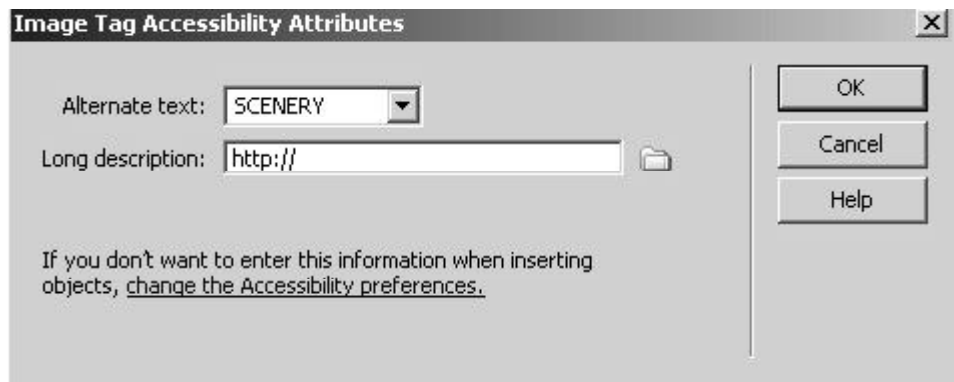 Image Tag Accessibility Attributes
Alternate text: SCENERY
OK
Long description: http://
Cancel
Help
If you don't want to enter this information when inserting
objects, change the Accessibility preferences.